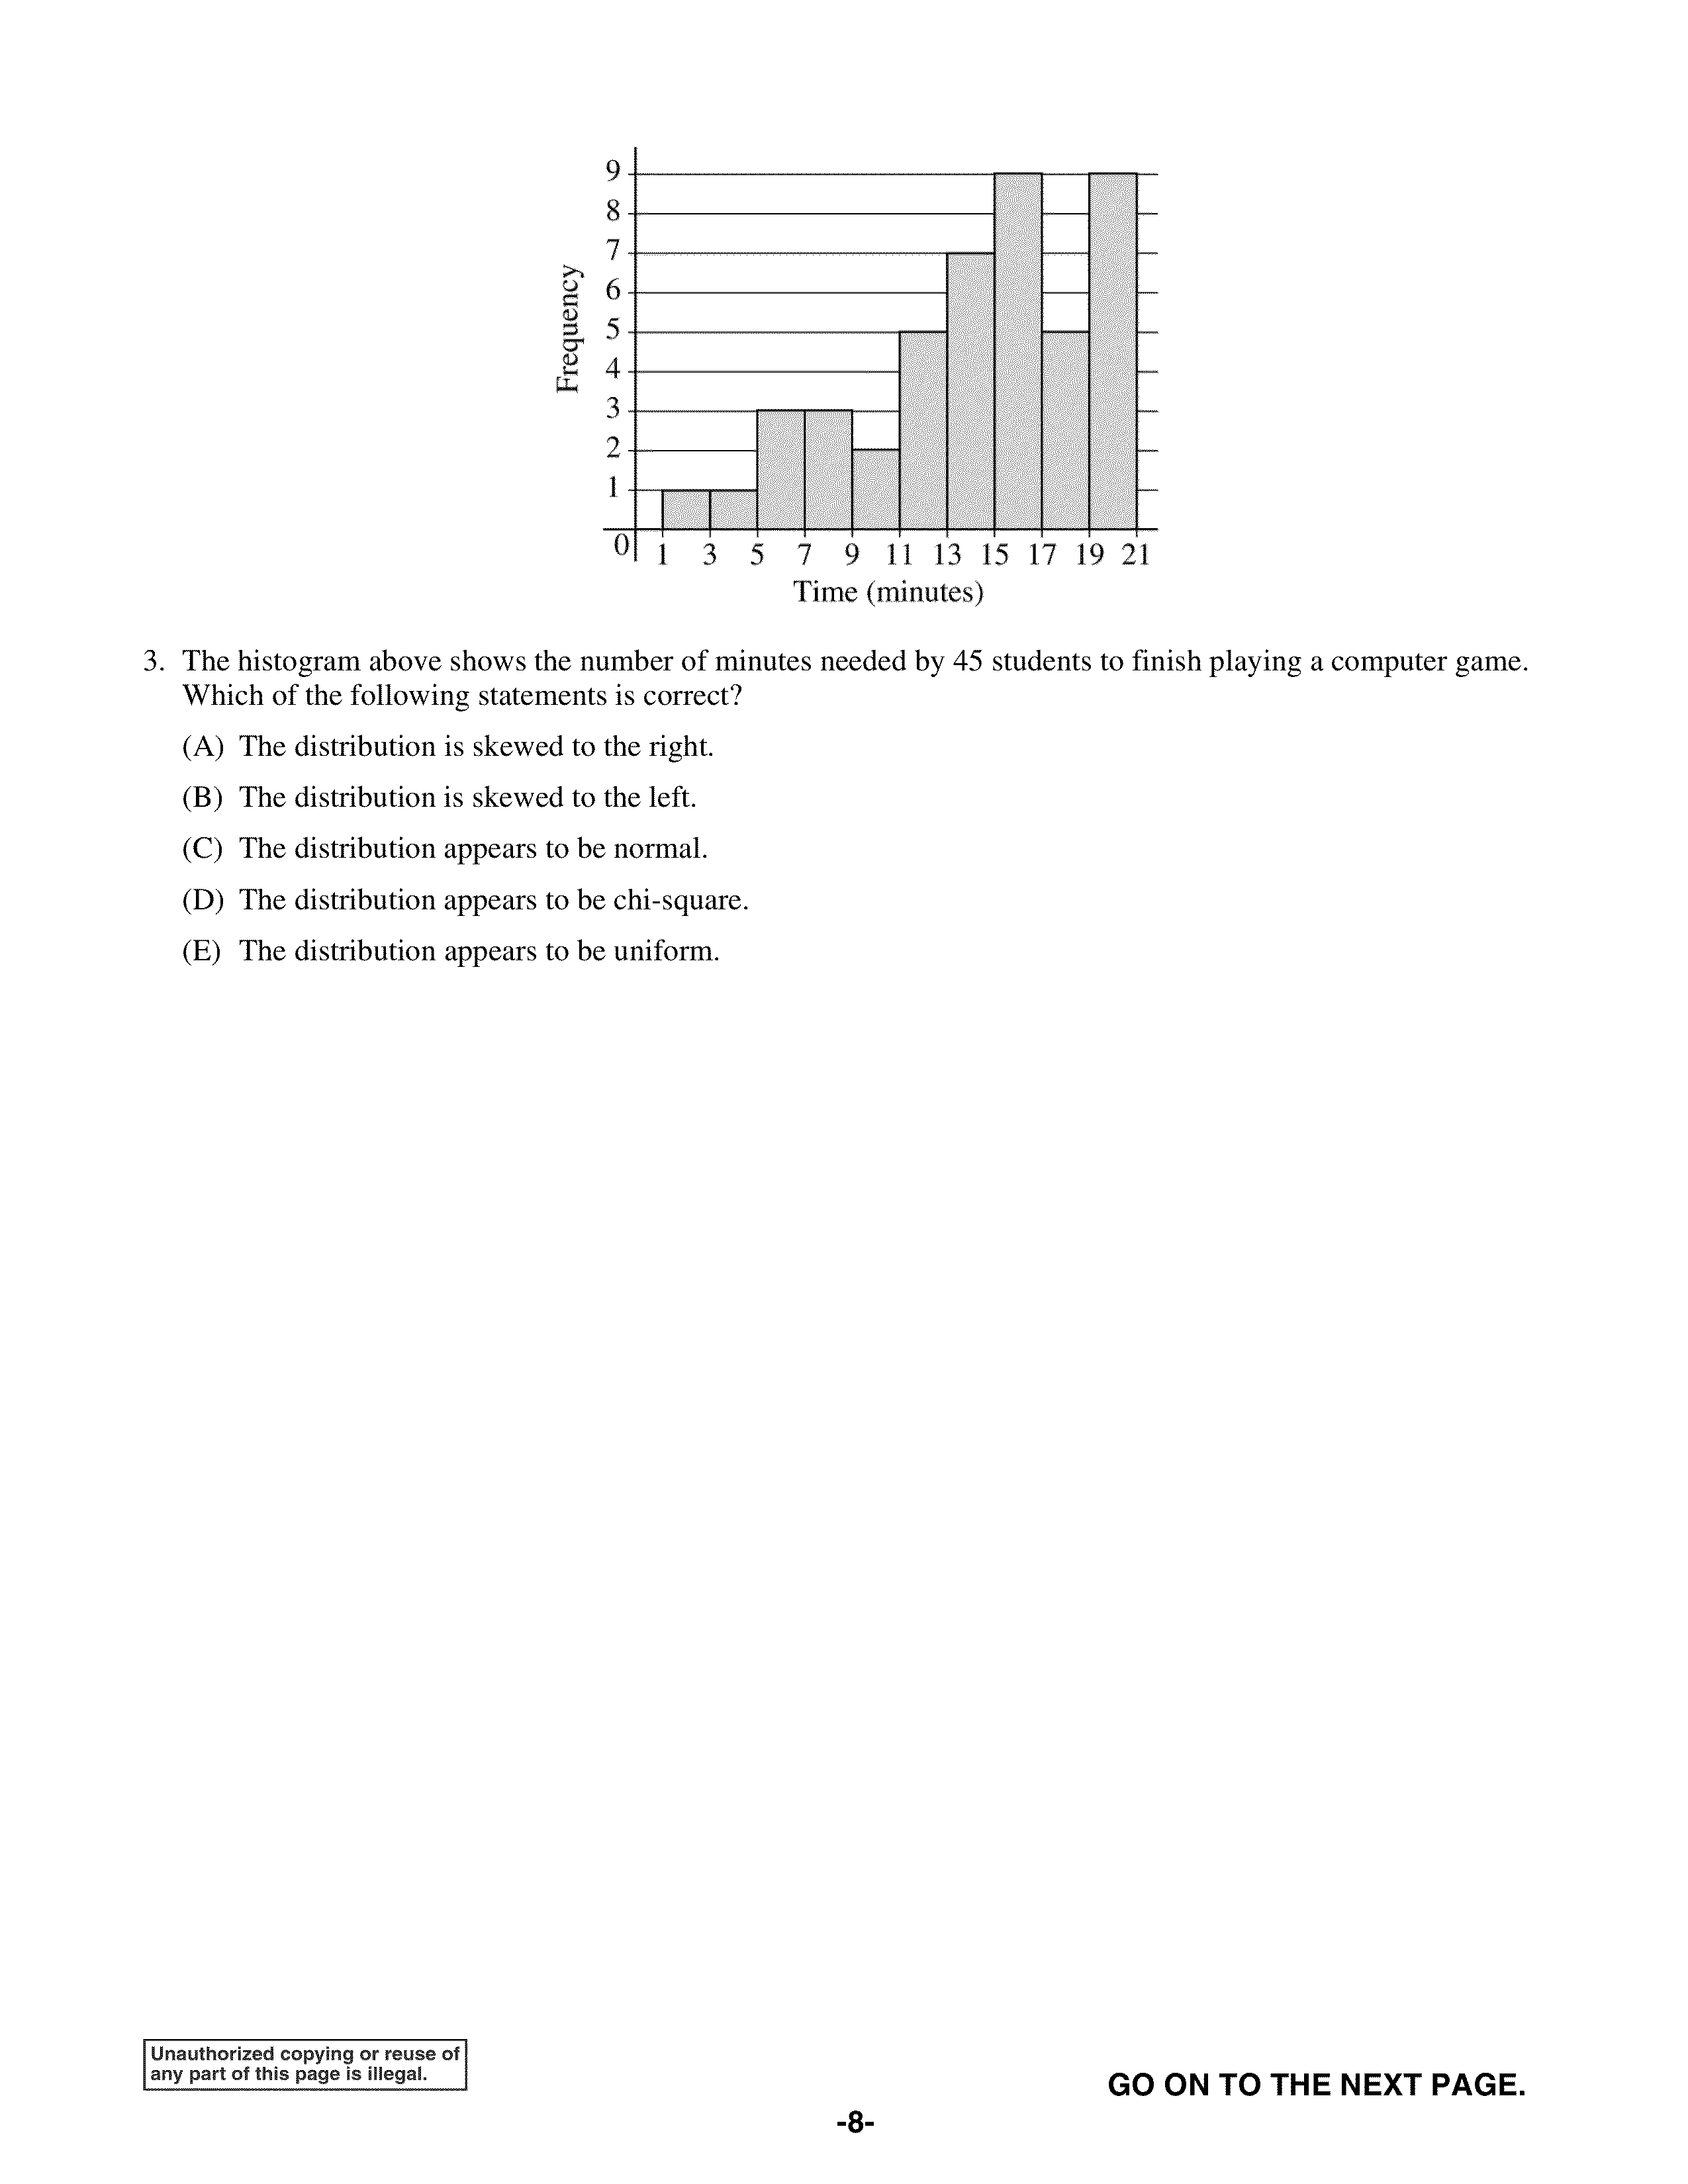 9
8
7
6
5
4
3
2
1
Frequency
0 1 3 5 7 9 11 13 15 17 19 21
Time (minutes)
3. The histogram above shows the number of minutes needed by 45 students to finish playing a computer game.
Which of the following statements is correct?
(A) The distribution is skewed to the right.
(B) The distribution is skewed to the left.
(C) The distribution appears to be normal.
(D) The distribution appears to be chi-square.
(E) The distribution appears to be uniform.
Unauthorized copying or reuse of
any part of this page is illegal.
GO ON TO THE NEXT PAGE.
-8-